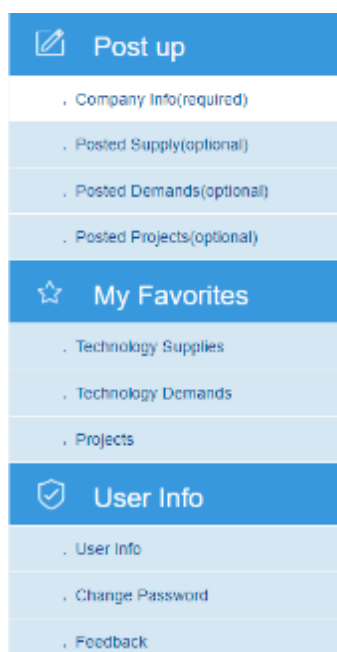 Post up
. Company Info(required)
. Posted Supply(optional)
. Posted Demands(optional)
. Posted Projects(optional)
My Favorites
. Technology Supplies
. Technology Demands
. Projects
User Info
. User Info
. Change Password
. Feedback